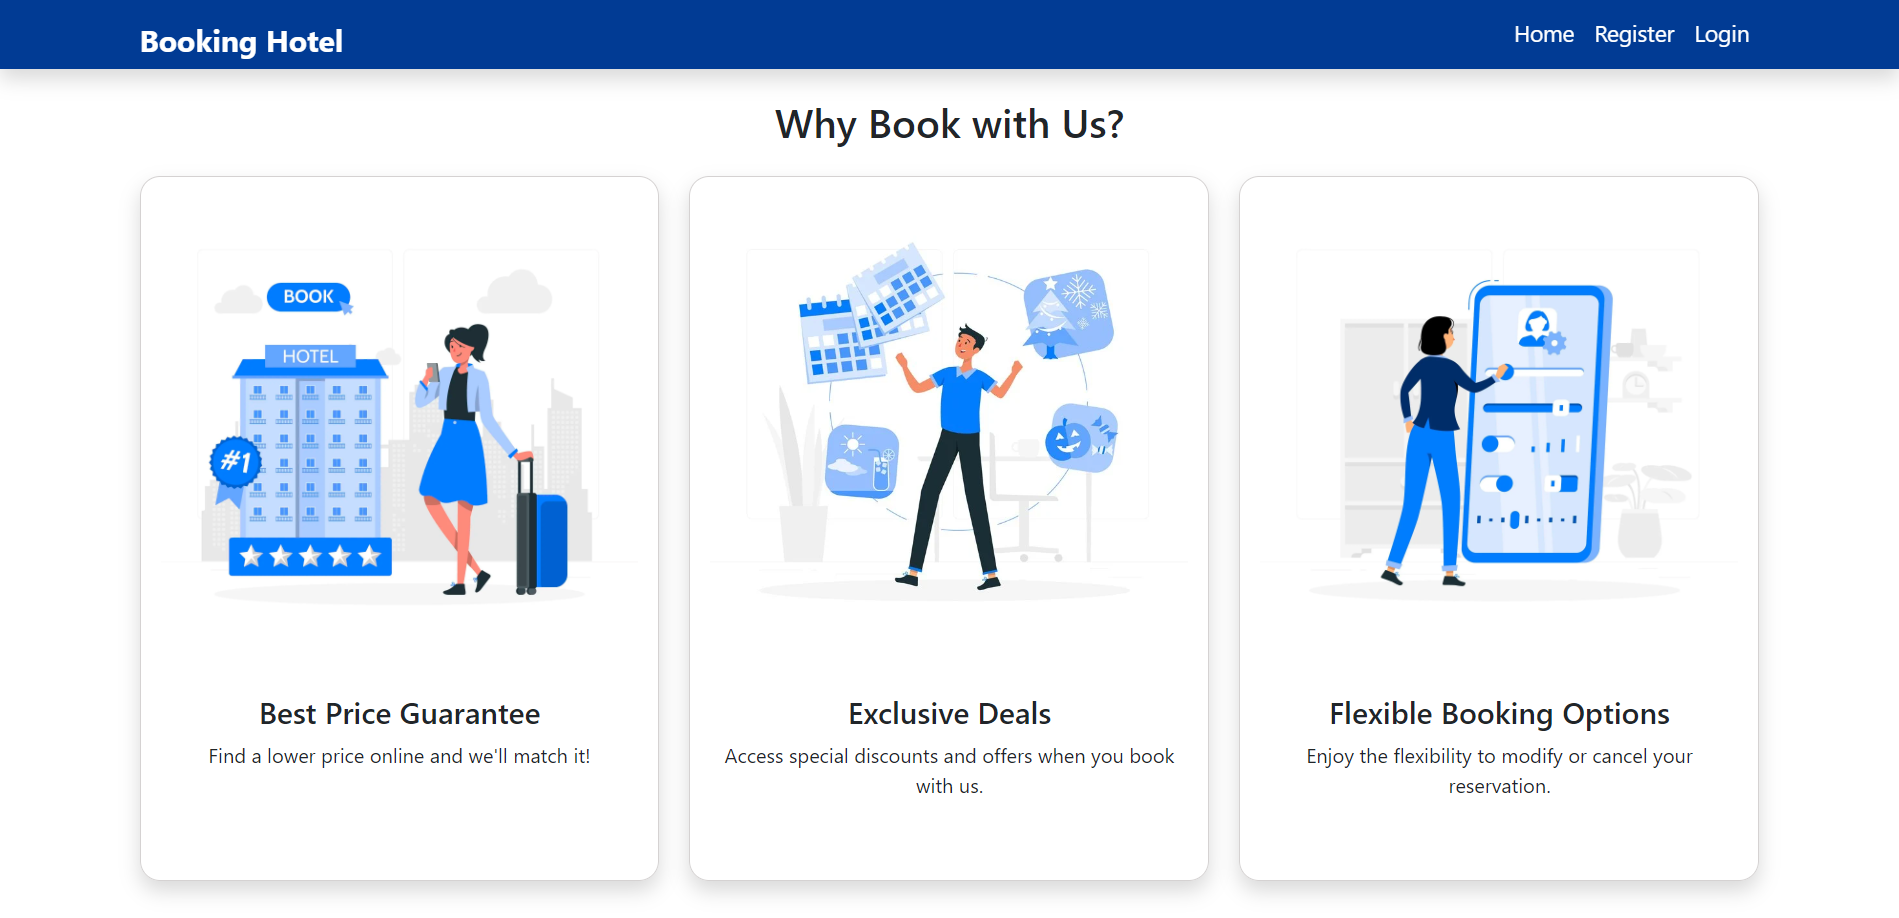 Booking Hotel
Home Register Login
Why Book with Us?
BOOK
HOTEL
#1
Best Price Guarantee
Find a lower price online and we'll match it!
Exclusive Deals
Access special discounts and offers when you book
with us.
Flexible Booking Options
Enjoy the flexibility to modify or cancel your
reservation.